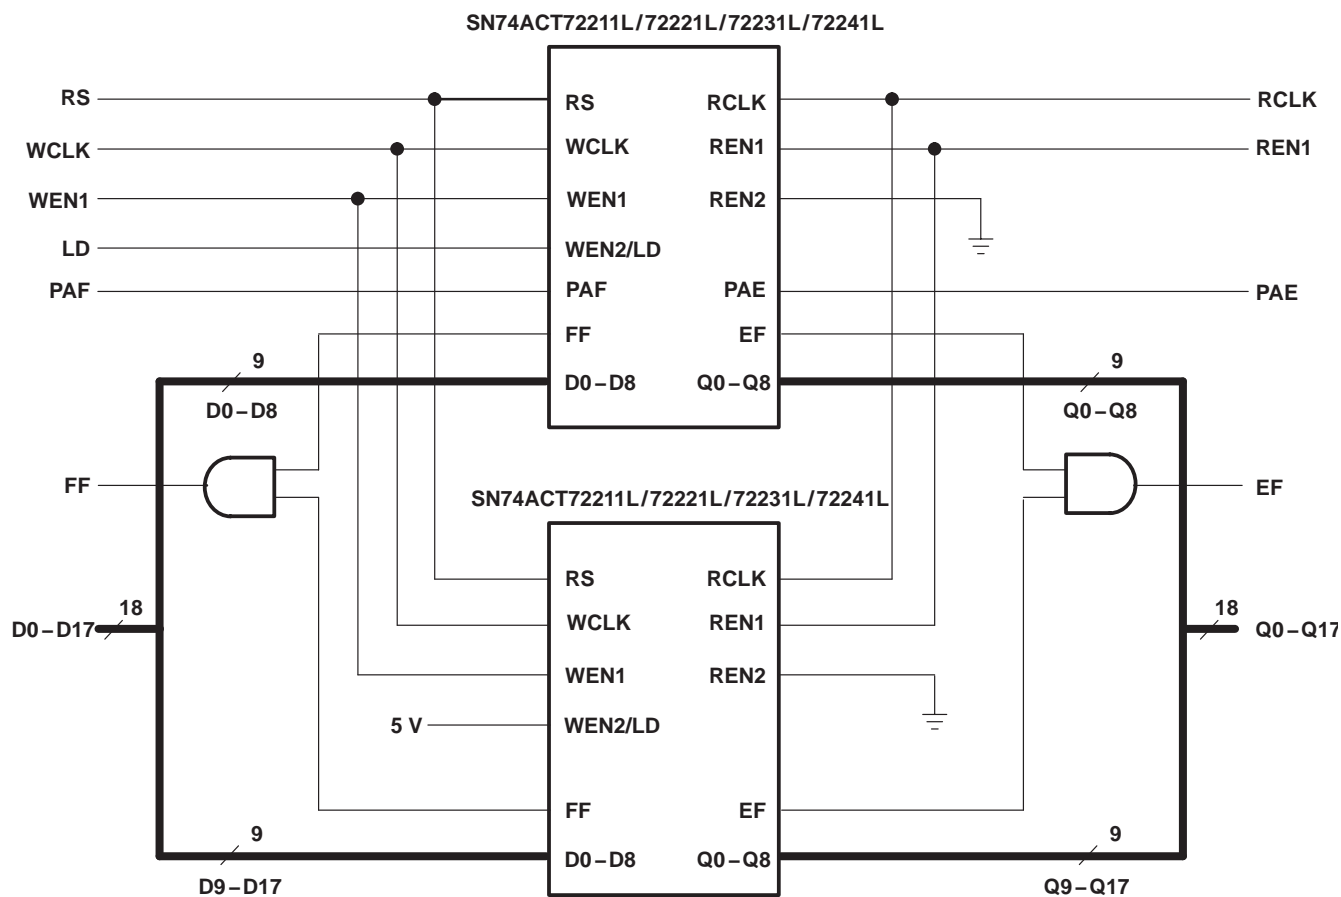 SN74ACT72211L/72221L/72231L/72241L
RS
RS
RCLK
RCLK
WCLK
WCLK
REN1
REN1
WEN1
WEN1
REN2
LD
WEN2/LD
PAF
PAF
PAE
PAE
FF
EF
9
9
D0–D8
Q0–Q8
D0–D8
Q0–Q8
FF
EF
SN74ACT72211L/72221L/72231L/72241L
RS
RCLK
18
18
D0–D17
WCLK
REN1
Q0–Q17
WEN1
REN2
5 V
WEN2/LD
FF
EF
9
9
D0–D8
Q0–Q8
D9–D17
Q9–Q17